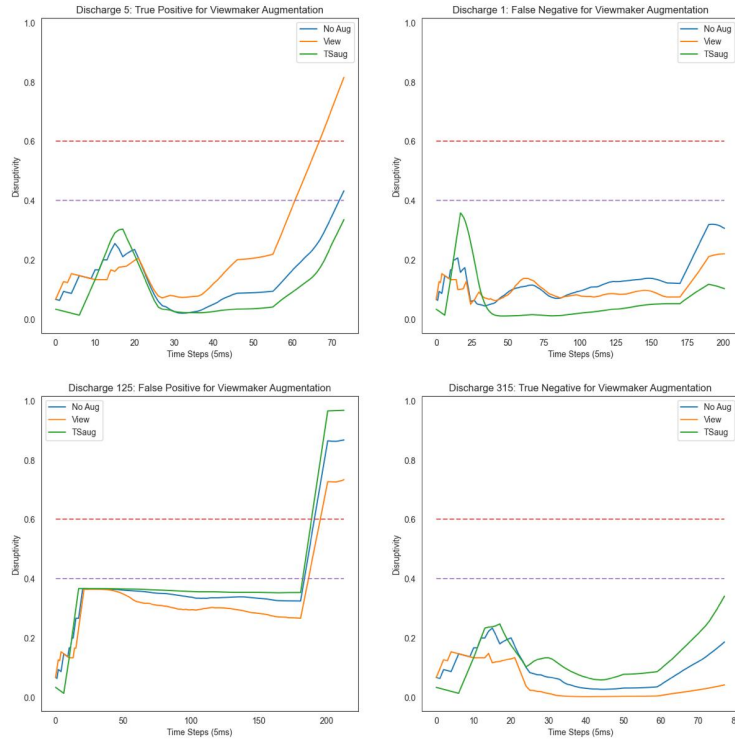 Discharge 5: True Positive for Viewmaker Augmentation
1.0
0.8
0.6
0.4
0.2
0.0
Disruptivity
No Aug
View
TSaug
0 10 20 30 40 50 60 70
Time Steps (5ms)
Discharge 1: False Negative for Viewmaker Augmentation
1.0
0.8
0.6
0.4
0.2
0.0
Disruptivity
No Aug
View
TSaug
0 25 50 75 100 125 150 175 200
Time Steps (5ms)
Discharge 125: False Positive for Viewmaker Augmentation
1.0
0.8
0.6
0.4
0.2
0.0
Disruptivity
No Aug
View
TSaug
0 50 100 150 200
Time Steps (5ms)
Discharge 315: True Negative for Viewmaker Augmentation
1.0
0.8
0.6
0.4
0.2
0.0
Disruptivity
No Aug
View
TSaug
0 10 20 30 40 50 60 70
Time Steps (5ms)